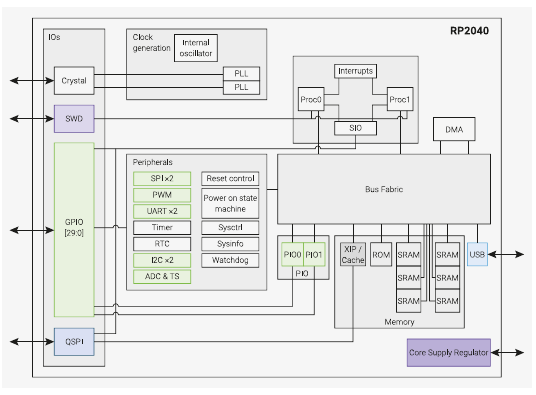 RP2040
IOs
Clock
generation
Internal
oscillator
Crystal
PLL
PLL
Interrupts
Proc0
Proc1
SIO
SWD
DMA
GPIO
[29:0]
Peripherals
SPI×2
PWM
UART ×2
Timer
RTC
I2C ×2
ADC & TS
Reset control
Power on state
machine
Sysctrl
Sysinfo
Watchdog
Bus Fabric
PIO0
PIO1
PIO
XIP /
Cache
ROM
SRAM
SRAM
SRAM
SRAM
SRAM
SRAM
USB
Memory
QSPI
Core Supply Regulator